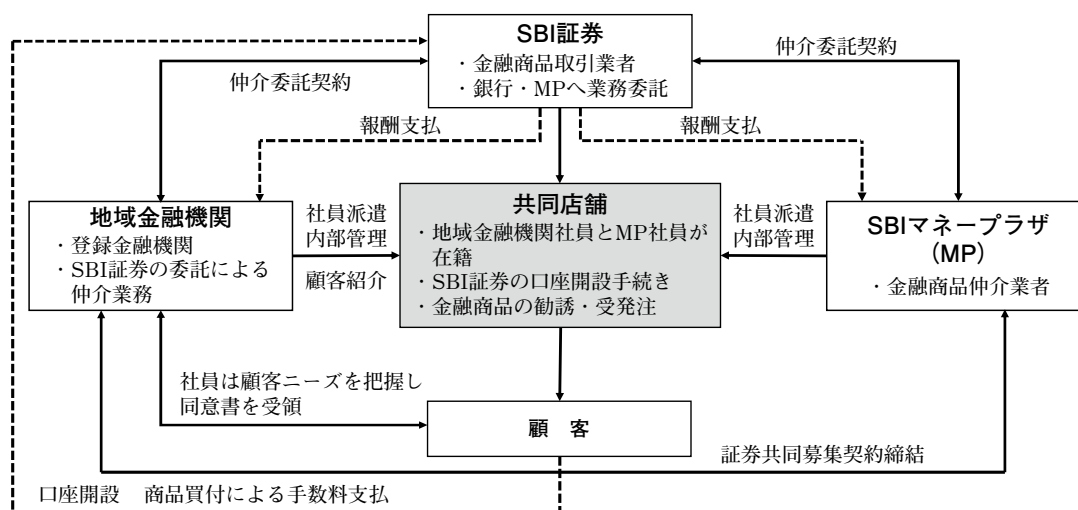 SBI証券
・金融商品取引業者
・銀行・MPへ業務委託
仲介委託契約
仲介委託契約
報酬支払
報酬支払
地域金融機関
・登録金融機関
・SBI証券の委託による
仲介業務
社員派遣
内部管理
顧客紹介
共同店舗
・地域金融機関社員とMP社員が
在籍
・SBI証券の口座開設手続き
・金融商品の勧誘・受発注
社員派遣
内部管理
SBIマネープラザ
(MP)
・金融商品仲介業者
社員は顧客ニーズを把握し
同意書を受領
顧　客
証券共同募集契約締結
口座開設　商品買付による手数料支払